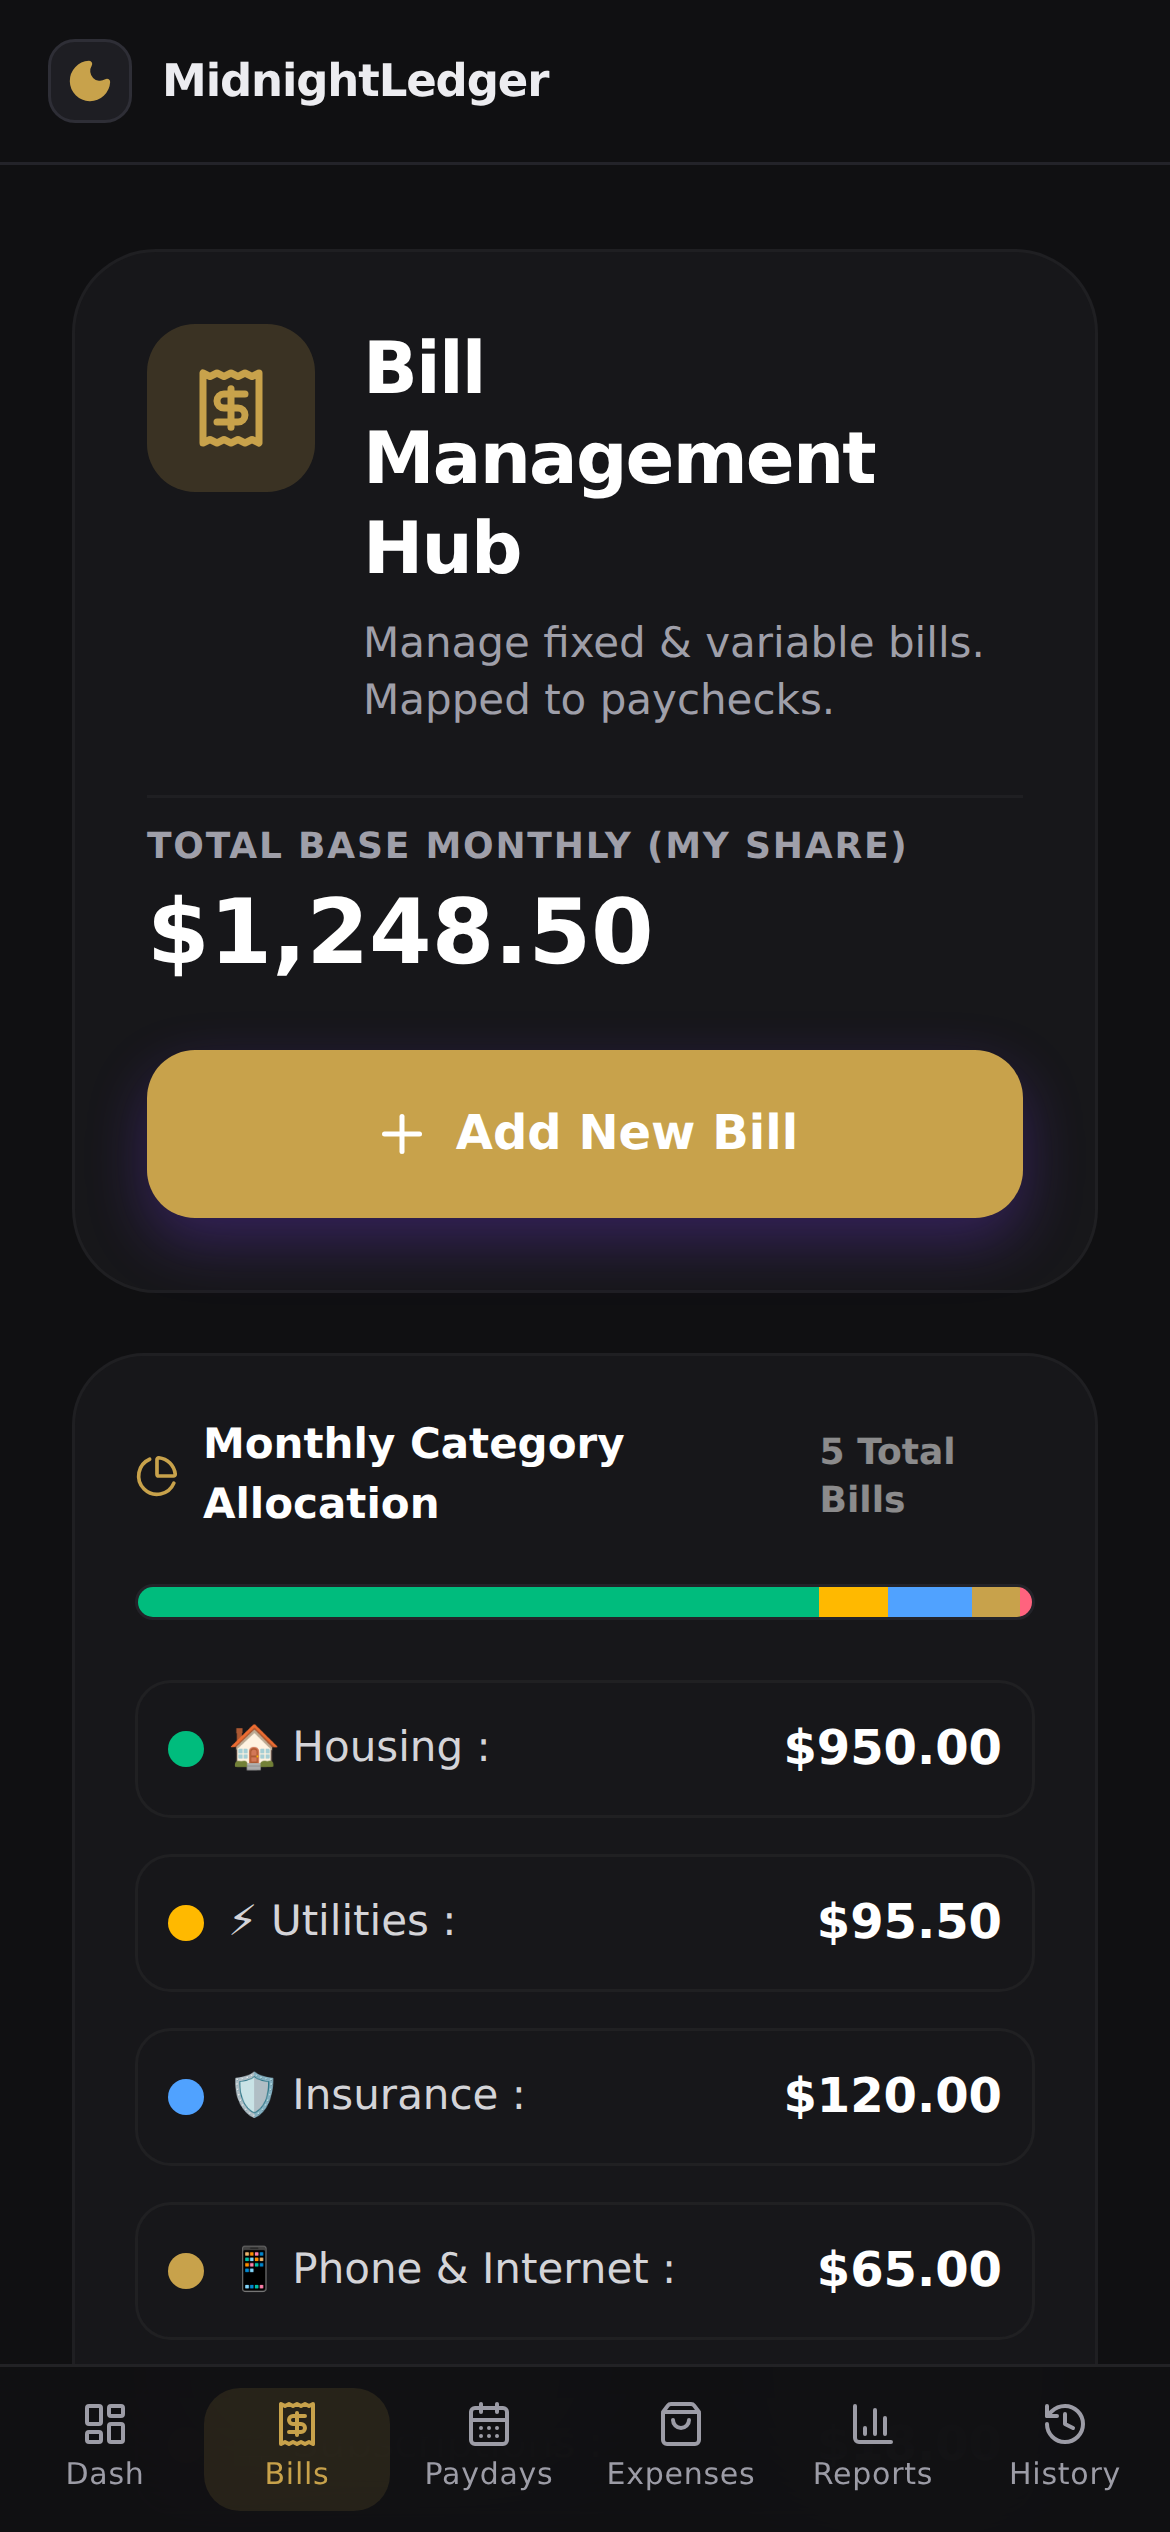 MidnightLedger
Bill
Management
Hub
Manage fixed & variable bills.
Mapped to paychecks.
TOTAL BASE MONTHLY (MY SHARE)
$1,248.50
Add New Bill
Monthly Category
Allocation
5 Total
Bills
🏠 Housing : $950.00
⚡ Utilities : $95.50
🛡️ Insurance : $120.00
📱 Phone & Internet : $65.00
Dash Bills Paydays Expenses Reports History